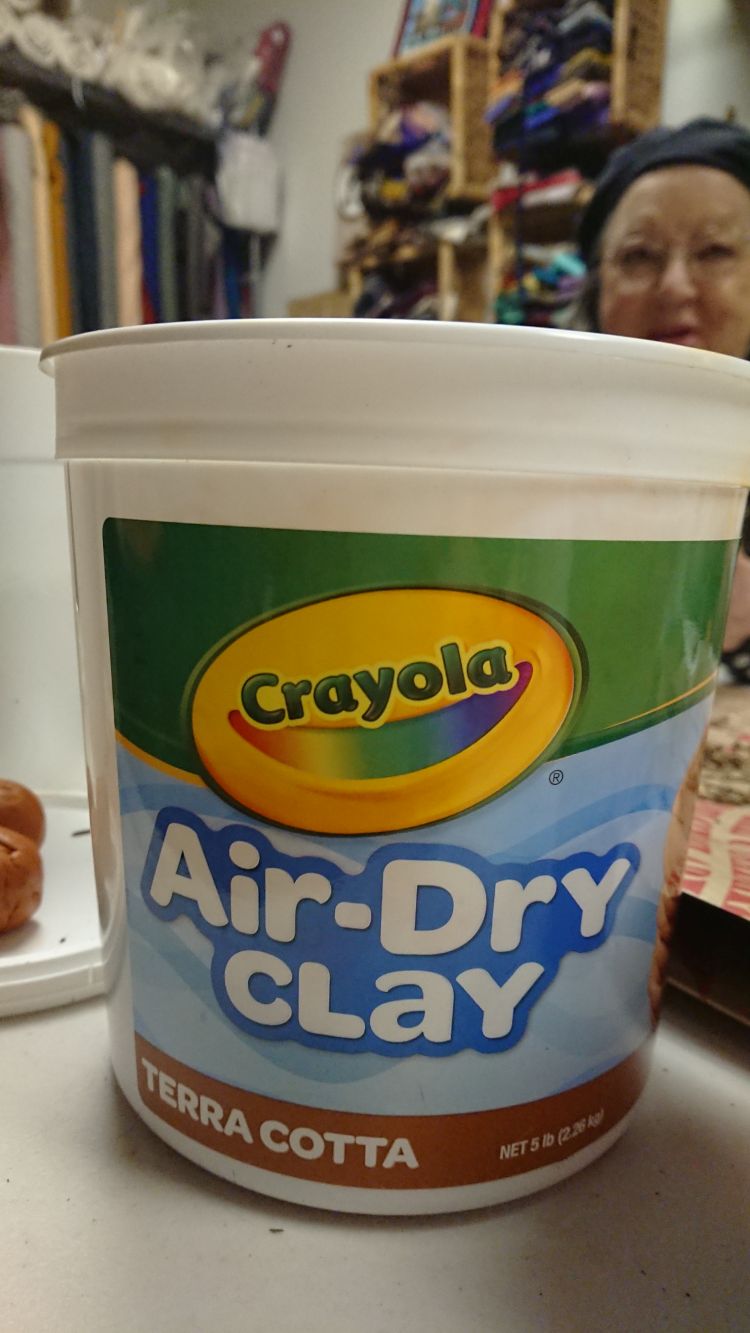 Crayola
®
Air-Dry
CLay
TERRA COTTA
NET 5 lb (2.26 kg)